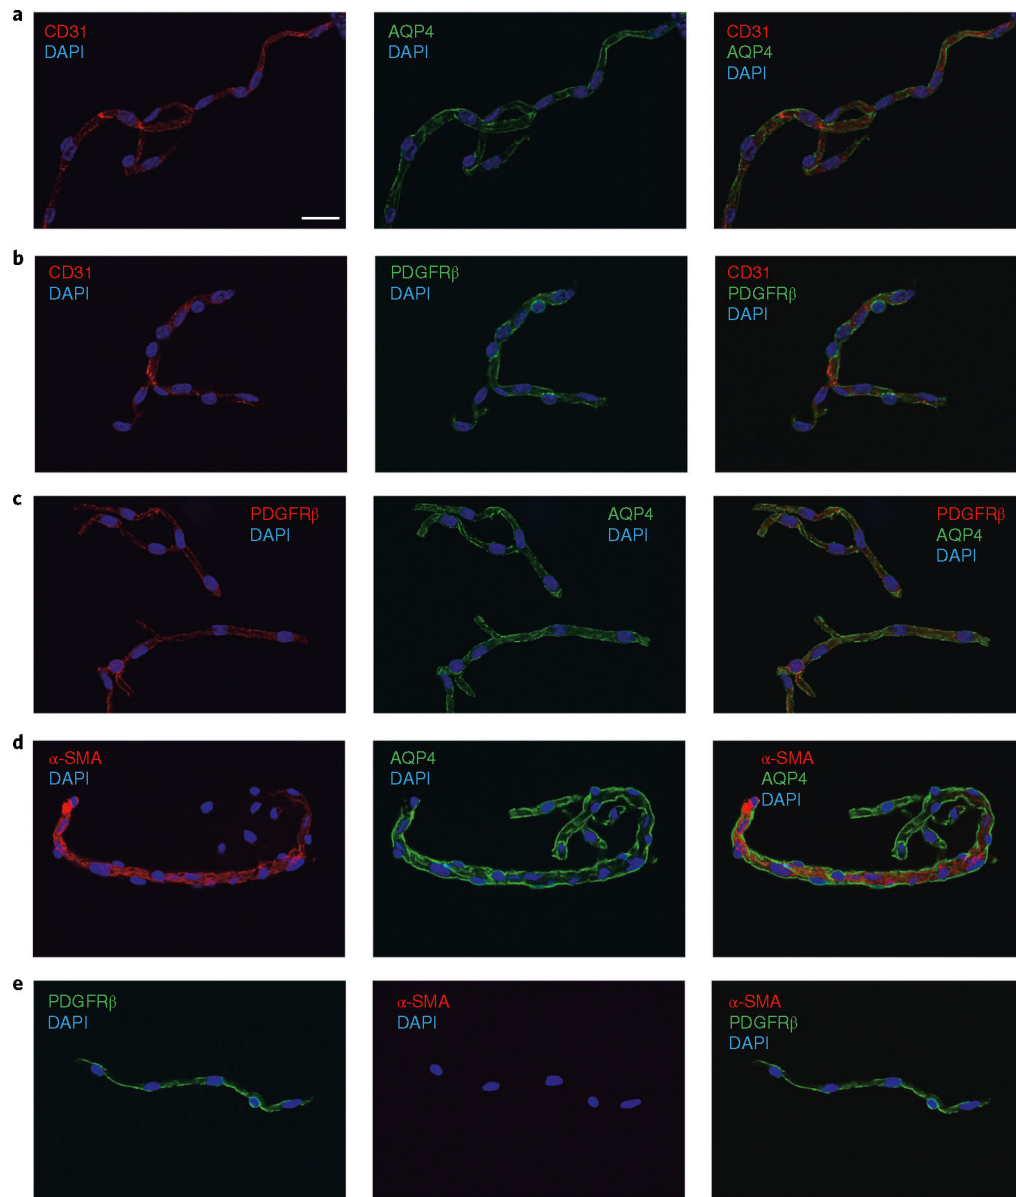 a
CD31
DAPI
AQP4
DAPI
CD31
AQP4
DAPI
b
CD31
DAPI
PDGFRβ
DAPI
CD31
PDGFRβ
DAPI
c
PDGFRβ
DAPI
AQP4
DAPI
PDGFRβ
AQP4
DAPI
d
α-SMA
DAPI
AQP4
DAPI
α-SMA
AQP4
DAPI
e
PDGFRβ
DAPI
α-SMA
DAPI
α-SMA
PDGFRβ
DAPI